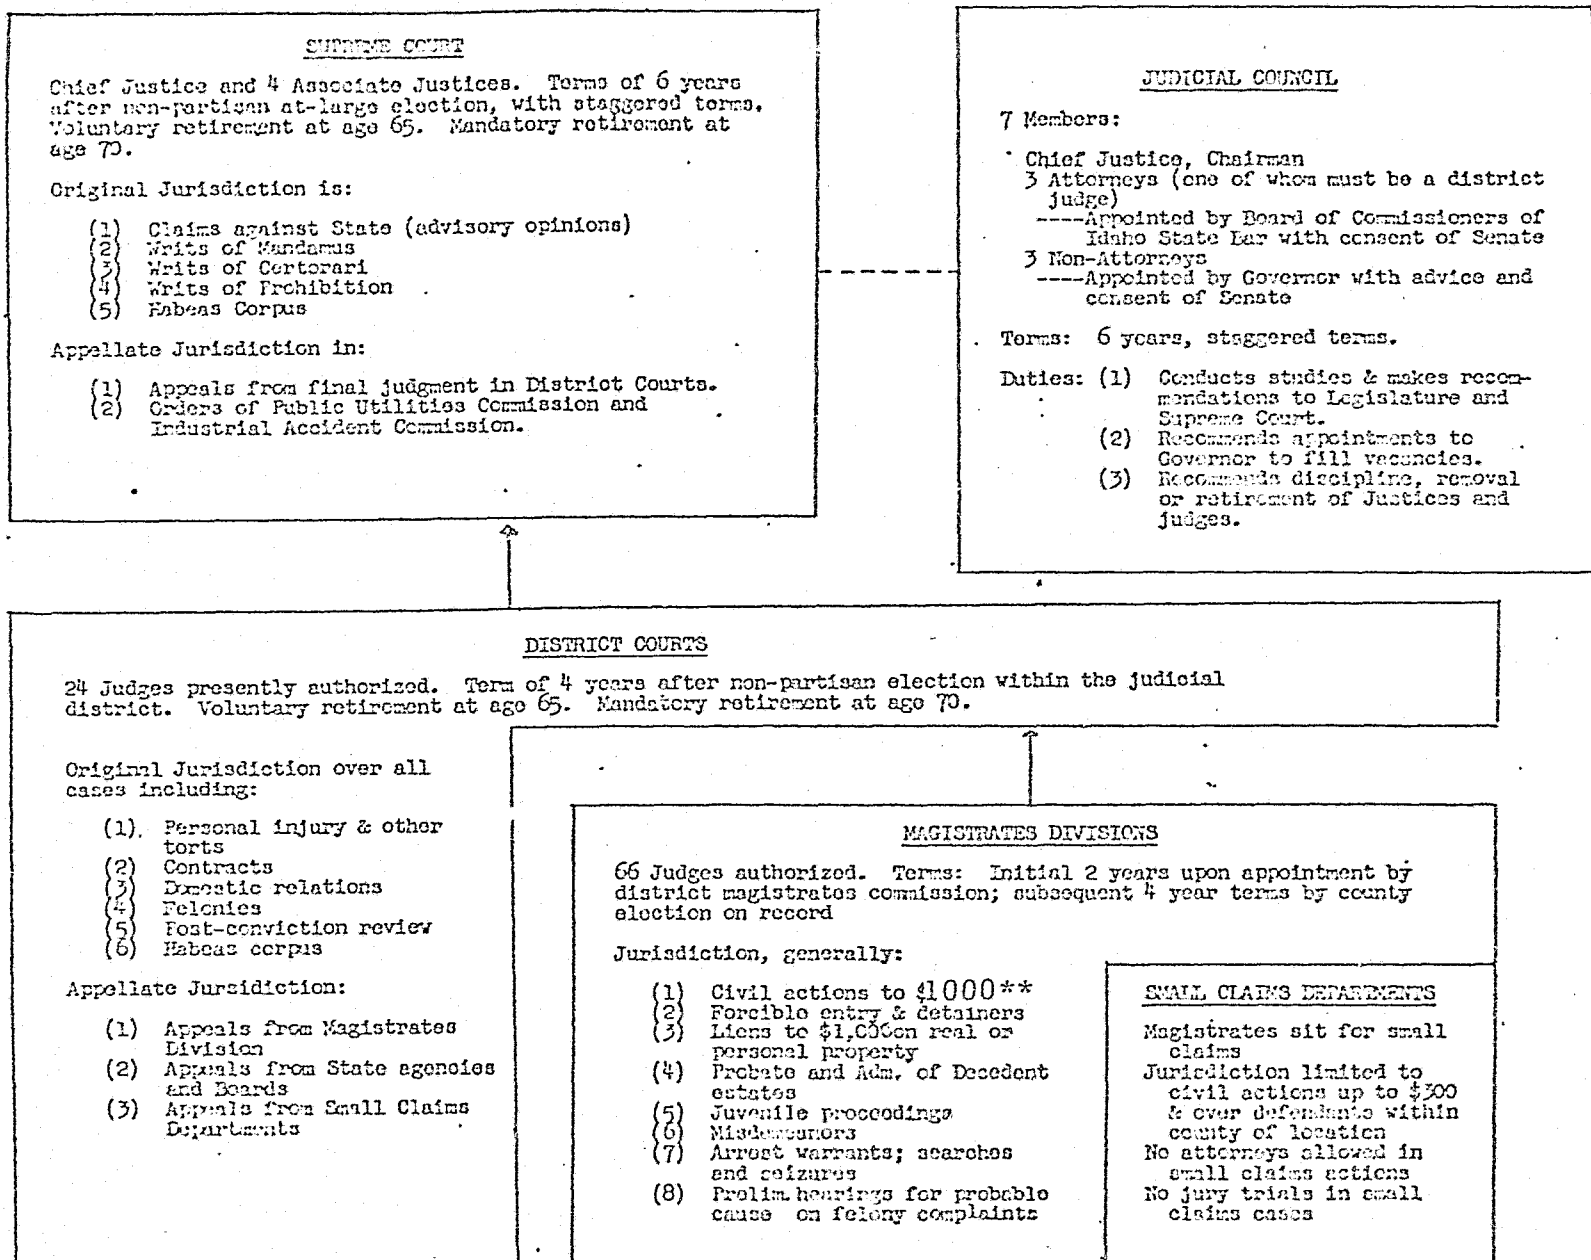 SUPREME COURT
Chief Justice and 4 Associate Justices. Terms of 6 years
after non-partisan at-large election, with staggered terms.
Voluntary retirement at age 65. Mandatory retirement at
age 70.
Original Jurisdiction is:
(1) Claims against State (advisory opinions)
(2) Writs of Mandamus
(3) Writs of Certorari
(4) Writs of Prohibition
(5) Habeas Corpus
Appellate Jurisdiction in:
(1) Appeals from final judgment in District Courts.
(2) Orders of Public Utilities Commission and
Industrial Accident Commission.
JUDICIAL COUNCIL
7 Members:
Chief Justice, Chairman
3 Attorneys (one of whom must be a district
judge)
----Appointed by Board of Commissioners of
Idaho State Bar with consent of Senate
3 Non-Attorneys
----Appointed by Governor with advice and
consent of Senate
Terms: 6 years, staggered terms.
Duties: (1) Conducts studies & makes recom-
mendations to Legislature and
Supreme Court.
(2) Recommends appointments to
Governor to fill vacancies.
(3) Recommends discipline, removal
or retirement of Justices and
judges.
DISTRICT COURTS
24 Judges presently authorized. Term of 4 years after non-partisan election within the judicial
district. Voluntary retirement at age 65. Mandatory retirement at age 70.
Original Jurisdiction over all
cases including:
(1). Personal injury & other
torts
(2) Contracts
(3) Domestic relations
(4) Felonies
(5) Post-conviction review
(6) Habeas corpus
Appellate Jursidiction:
(1) Appeals from Magistrates
Division
(2) Appeals from State agencies
and Boards
(3) Appeals from Small Claims
Departments
MAGISTRATES DIVISIONS
66 Judges authorized. Terms: Initial 2 years upon appointment by
district magistrates commission; subsequent 4 year terms by county
election on record
Jurisdiction, generally:
(1) Civil actions to $1000**
(2) Forcible entry & detainers
(3) Liens to $1,000on real or
personal property
(4) Probate and Adm. of Decedent
estates
(5) Juvenile proceedings
(6) Misdemeanors
(7) Arrest warrants; searches
and seizures
(8) Prelim.hearings for probable
cause on felony complaints
SMALL CLAIMS DEPARTMENTS
Magistrates sit for small
claims
Jurisdiction limited to
civil actions up to
& over defendants within
county of location
No attorneys allowed in
small claims actions
No jury trials in small
claims cases